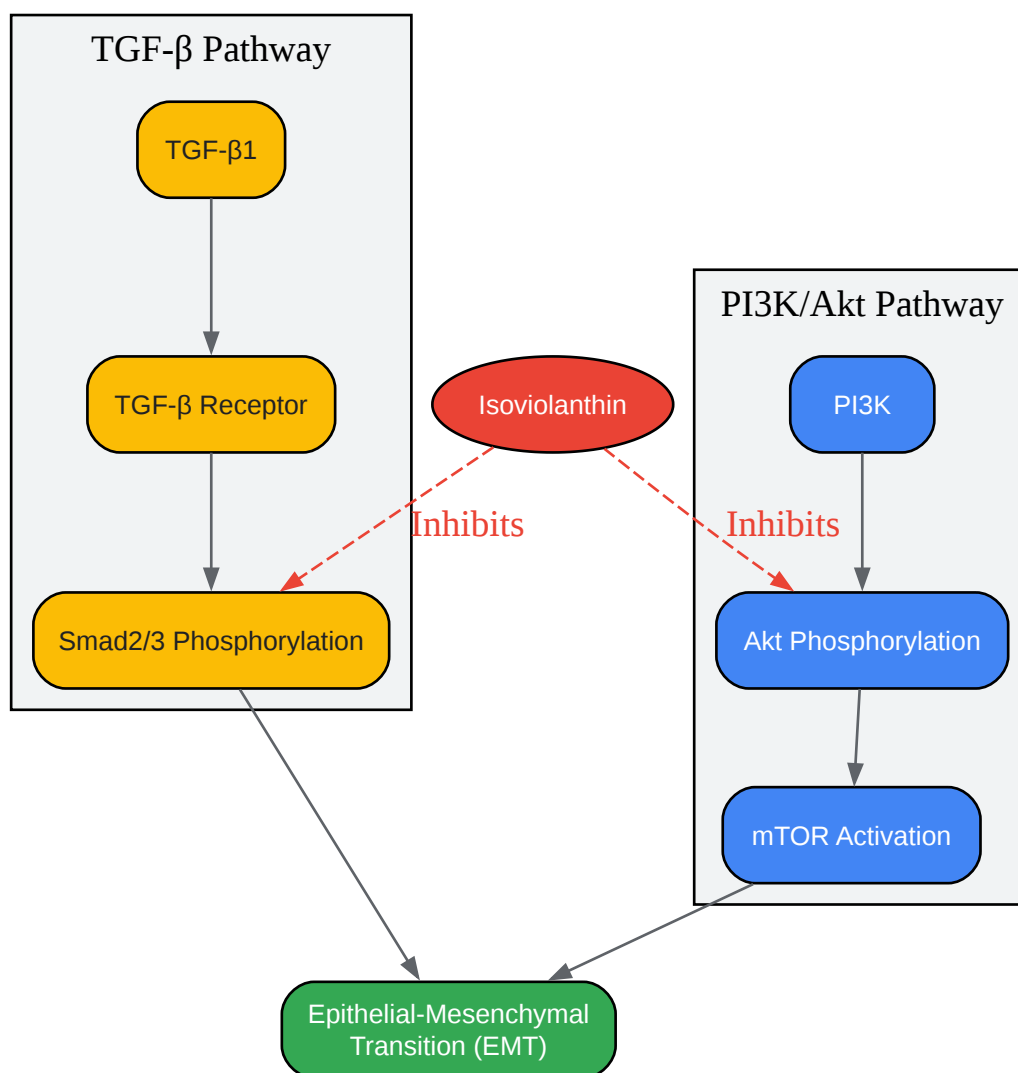 TGF-β Pathway
TGF-β1
PI3K/Akt Pathway
TGF-β Receptor
Isoviolanthin
PI3K
Inhibits
Inhibits
Smad2/3 Phosphorylation
Akt Phosphorylation
mTOR Activation
Epithelial-Mesenchymal
Transition (EMT)